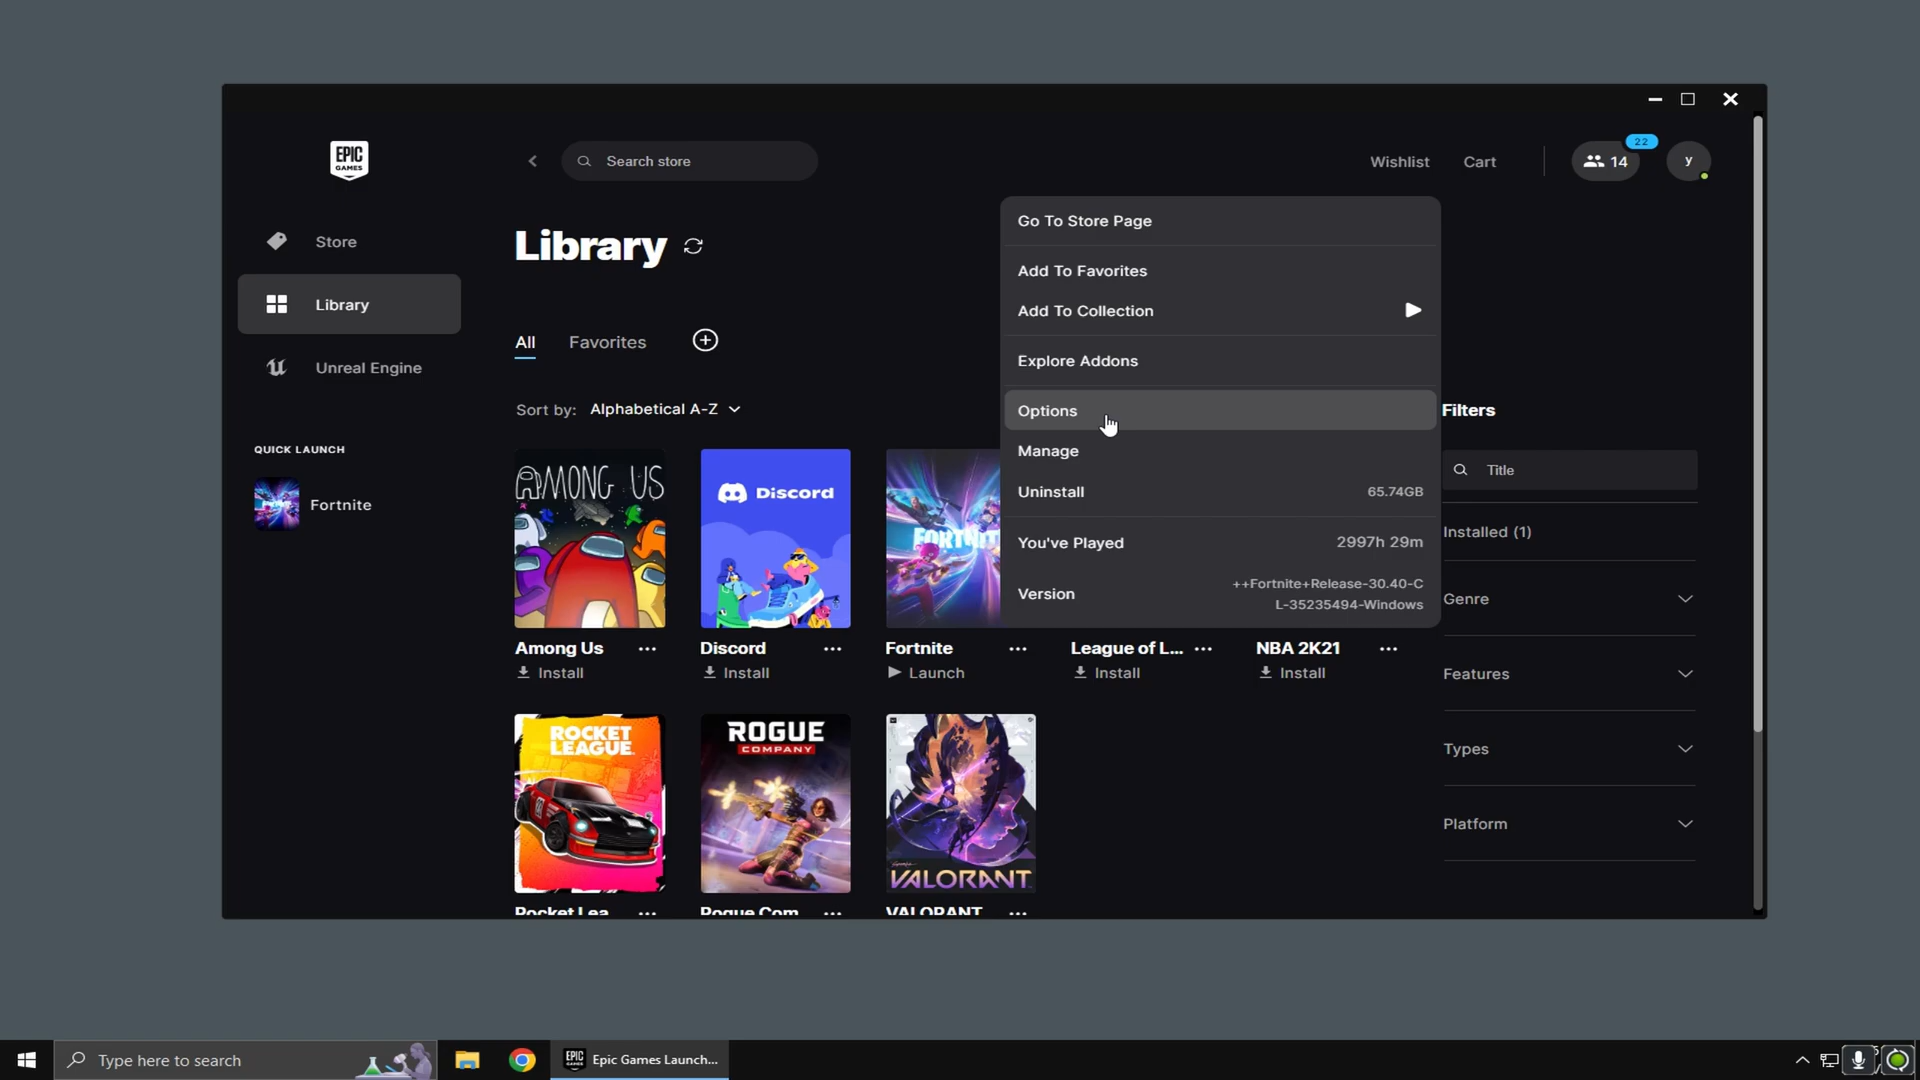 EPIC
GAMES
Search store
Wishlist
Cart
14
22
y
Store
Library
Unreal Engine
QUICK LAUNCH
Fortnite
Library
All
Favorites
Sort by: Alphabetical A-Z
Go To Store Page
Add To Favorites
Add To Collection
Explore Addons
Options
Manage
Uninstall 65.74GB
You've Played 2997h 29m
Version ++Fortnite+Release-30.40-C
L-35235494-Windows
Filters
Title
Installed (1)
Genre
Features
Types
Platform
AMONG US
Discord
FORTNITE
Among Us
Install
Discord
Install
Fortnite
Launch
League of L...
Install
NBA 2K21
Install
ROCKET
LEAGUE
ROGUE
COMPANY
VALORANT
Rocket Lea...
Rogue Com...
VALORANT
Type here to search
EPIC
GAMES
Epic Games Launch...